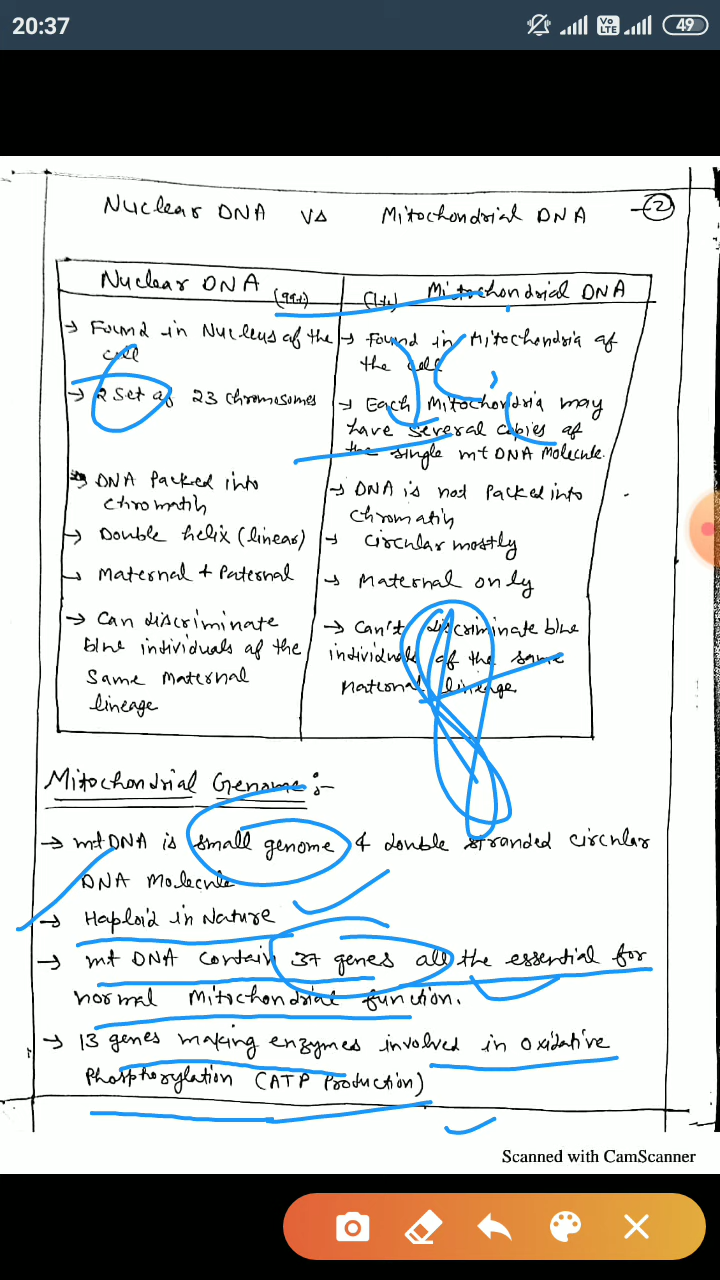 20:37
Vo LTE
49
Nuclear DNA vs Mitochondrial DNA
2
Nuclear DNA
(99%)
→ Found in Nucleus of the
cell
→ 2 Set of 23 chromosomes
→ DNA Packed into
chromatin
→ Double helix (linear)
→ Maternal + Paternal
→ Can discriminate
b/w individuals of the
Same maternal
lineage
(1%) Mitochondrial DNA
→ Found in Mitochondria of
the cell
→ Each Mitochondria may
have several copies of
the single mt DNA Molecule.
→ DNA is not Packed into
chromatin
→ Circular mostly
→ Maternal only
→ Can't discriminate b/w
individuals of the same
maternal lineage
Mitochondrial Genome:-
→ mt DNA is small genome & double stranded circular
DNA Molecule
→ Haploid in Nature
→ mt DNA contain 37 genes all the essential for
normal Mitochondrial function.
→ 13 genes making enzymes involved in oxidative
Phosphorylation (ATP Production)
Scanned with CamScanner